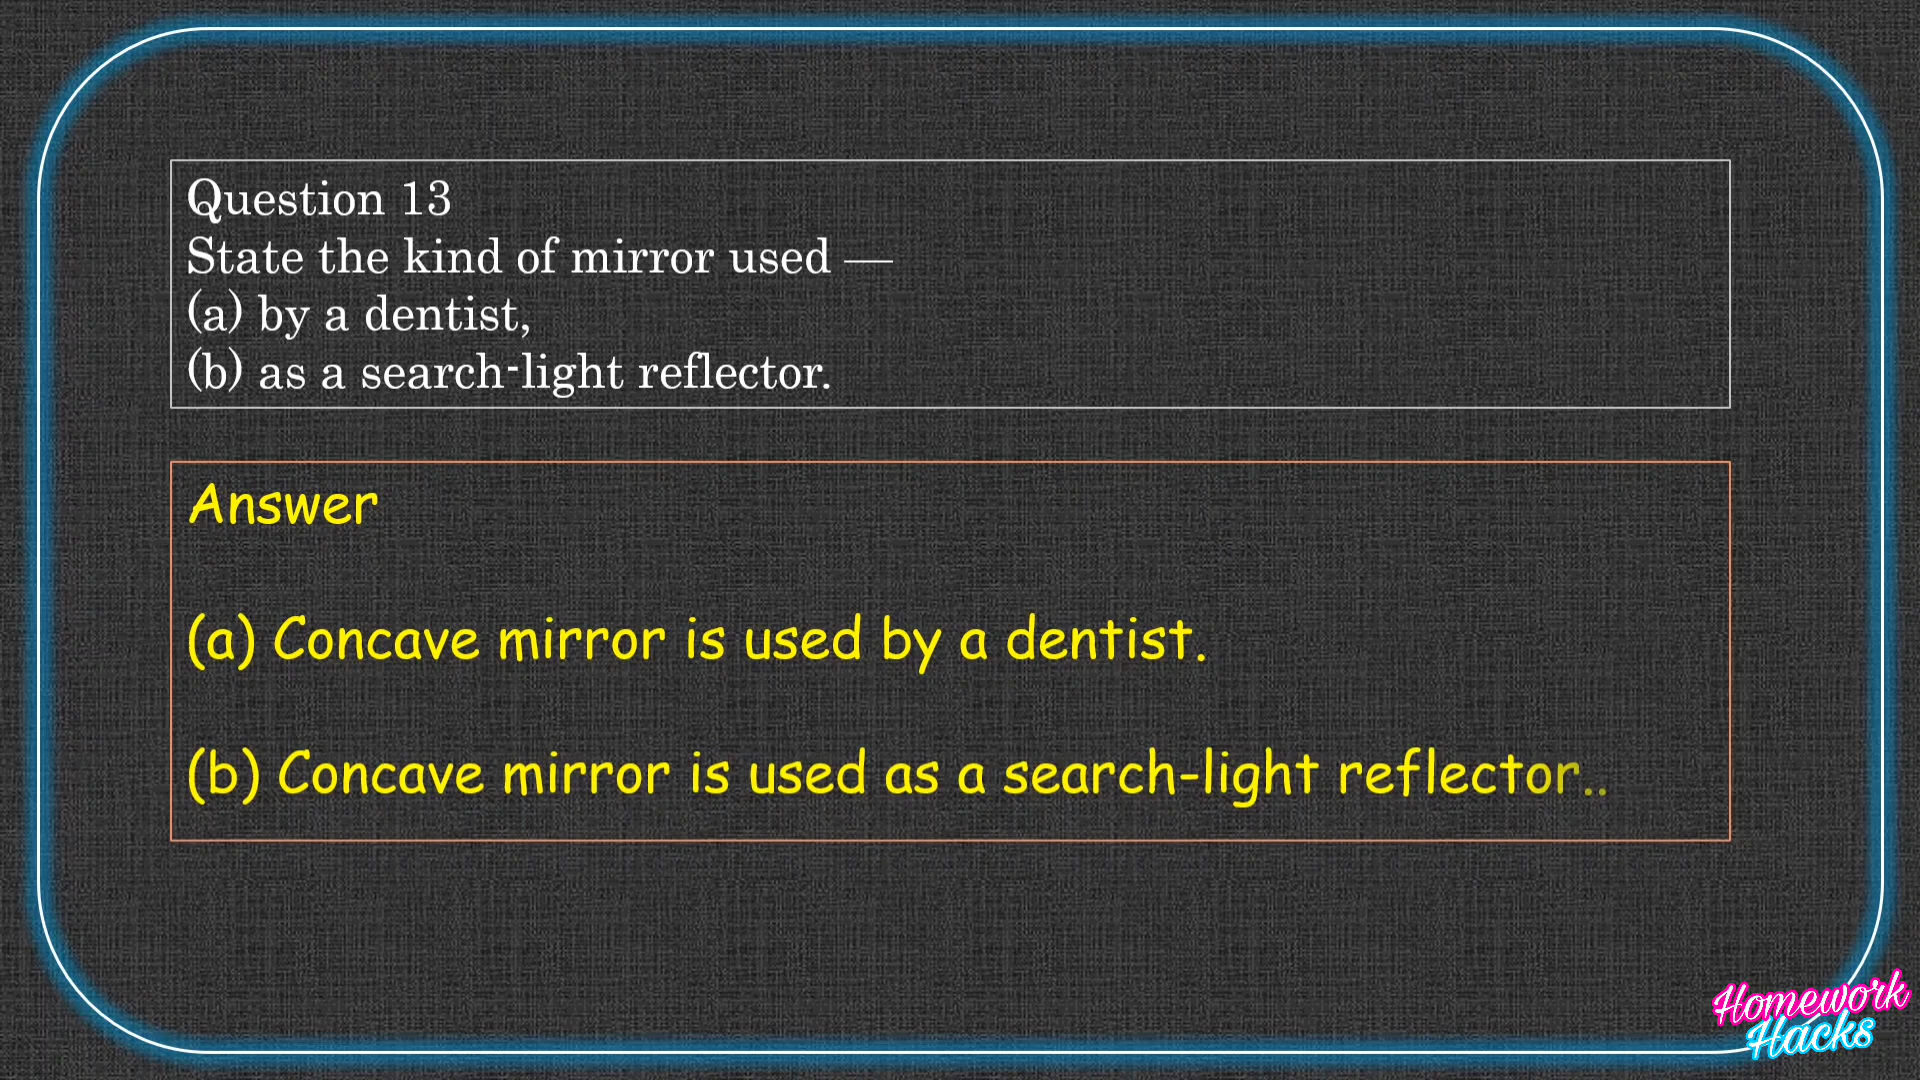 Question 13
State the kind of mirror used —
(a) by a dentist,
(b) as a search-light reflector.
Answer
(a) Concave mirror is used by a dentist.
(b) Concave mirror is used as a search-light reflector..
Homework
Hacks